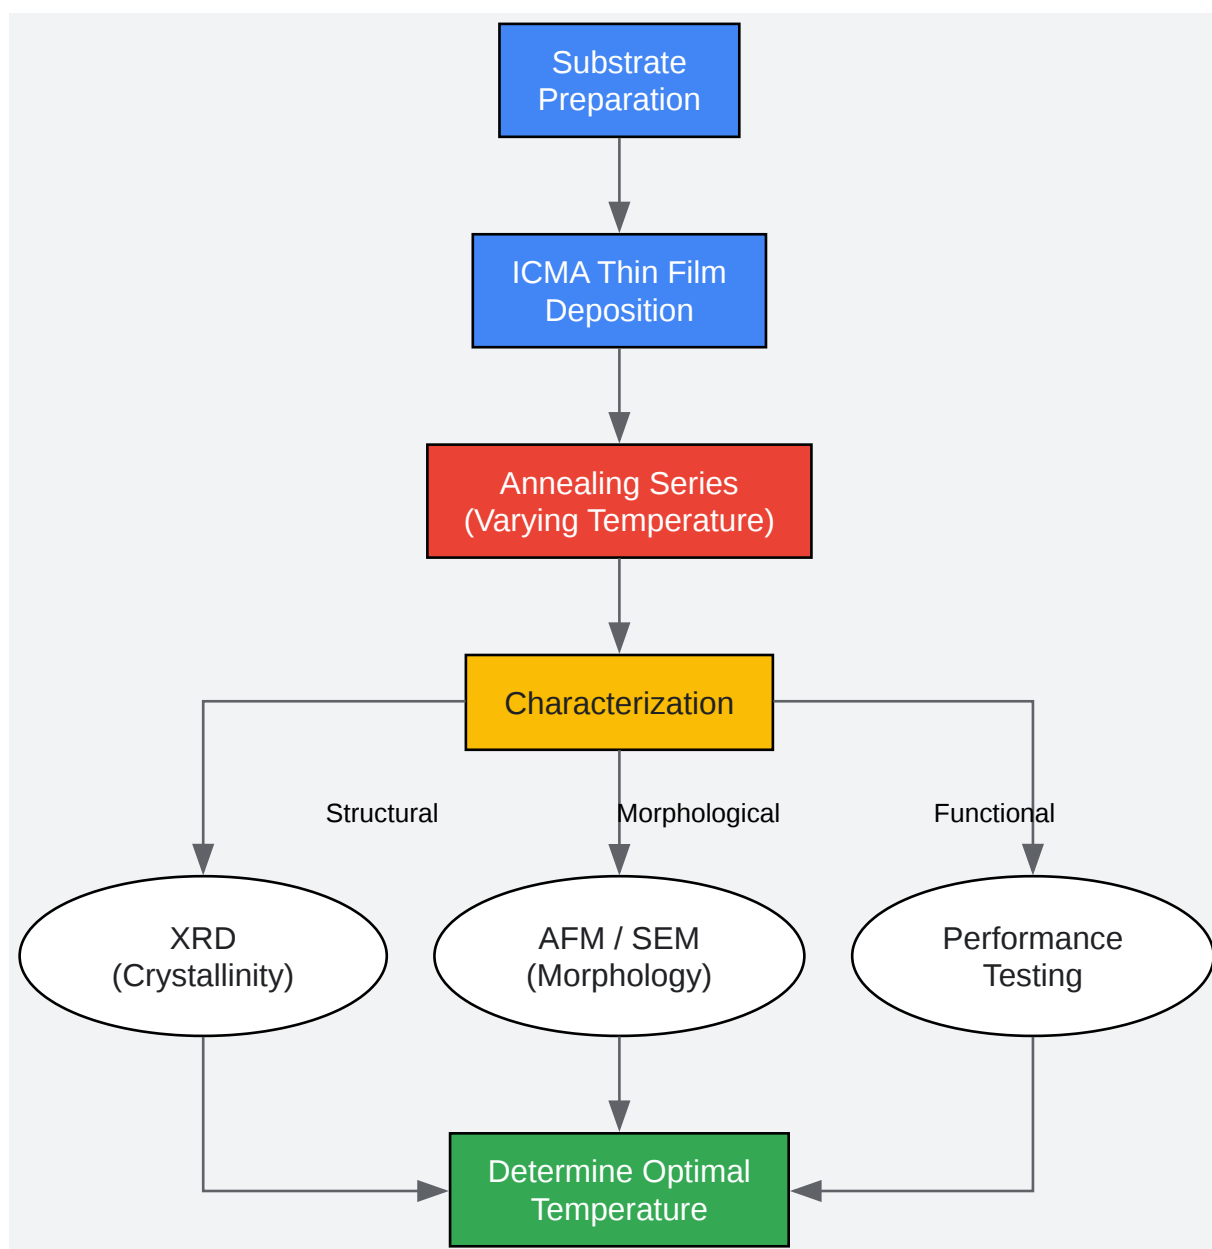 Substrate
Preparation
ICMA Thin Film
Deposition
Annealing Series
(Varying Temperature)
Characterization
Structural
Morphological
Functional
XRD
(Crystallinity)
AFM / SEM
(Morphology)
Performance
Testing
Determine Optimal
Temperature